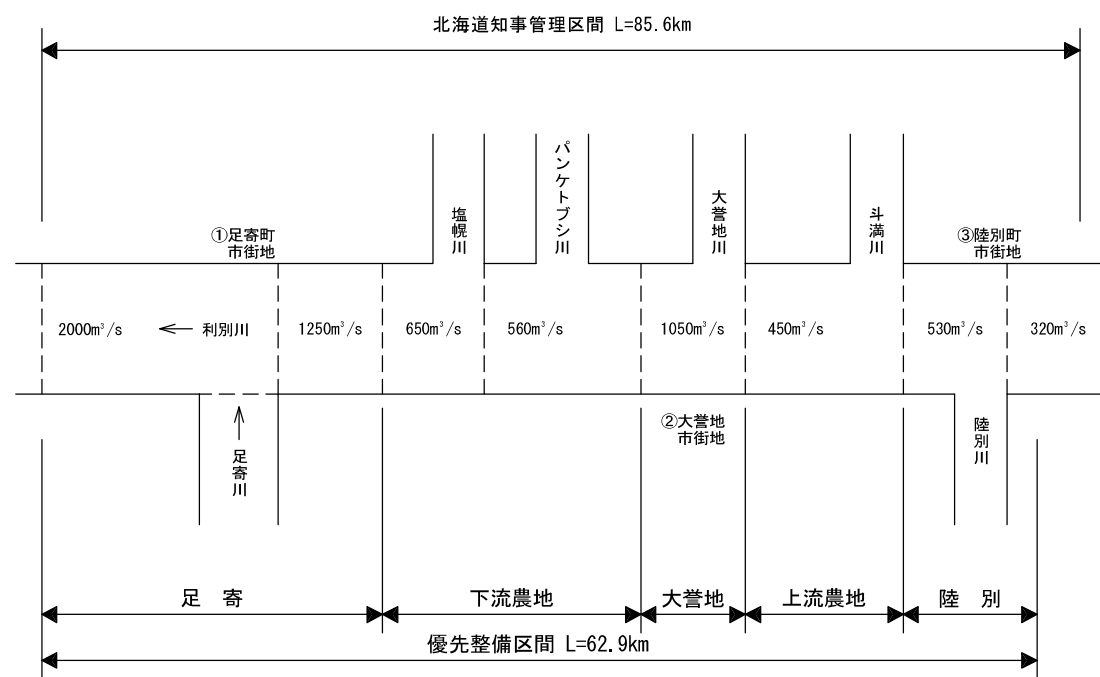 北海道知事管理区間 L=85.6km
塩幌川
パンケトブシ川
大誉地川
斗満川
①足寄町
市街地
③陸別町
市街地
2000m³/s
利別川
1250m³/s
650m³/s
560m³/s
1050m³/s
450m³/s
530m³/s
320m³/s
足寄川
②大誉地
市街地
陸別川
足寄
下流農地
大誉地
上流農地
陸別
優先整備区間 L=62.9km